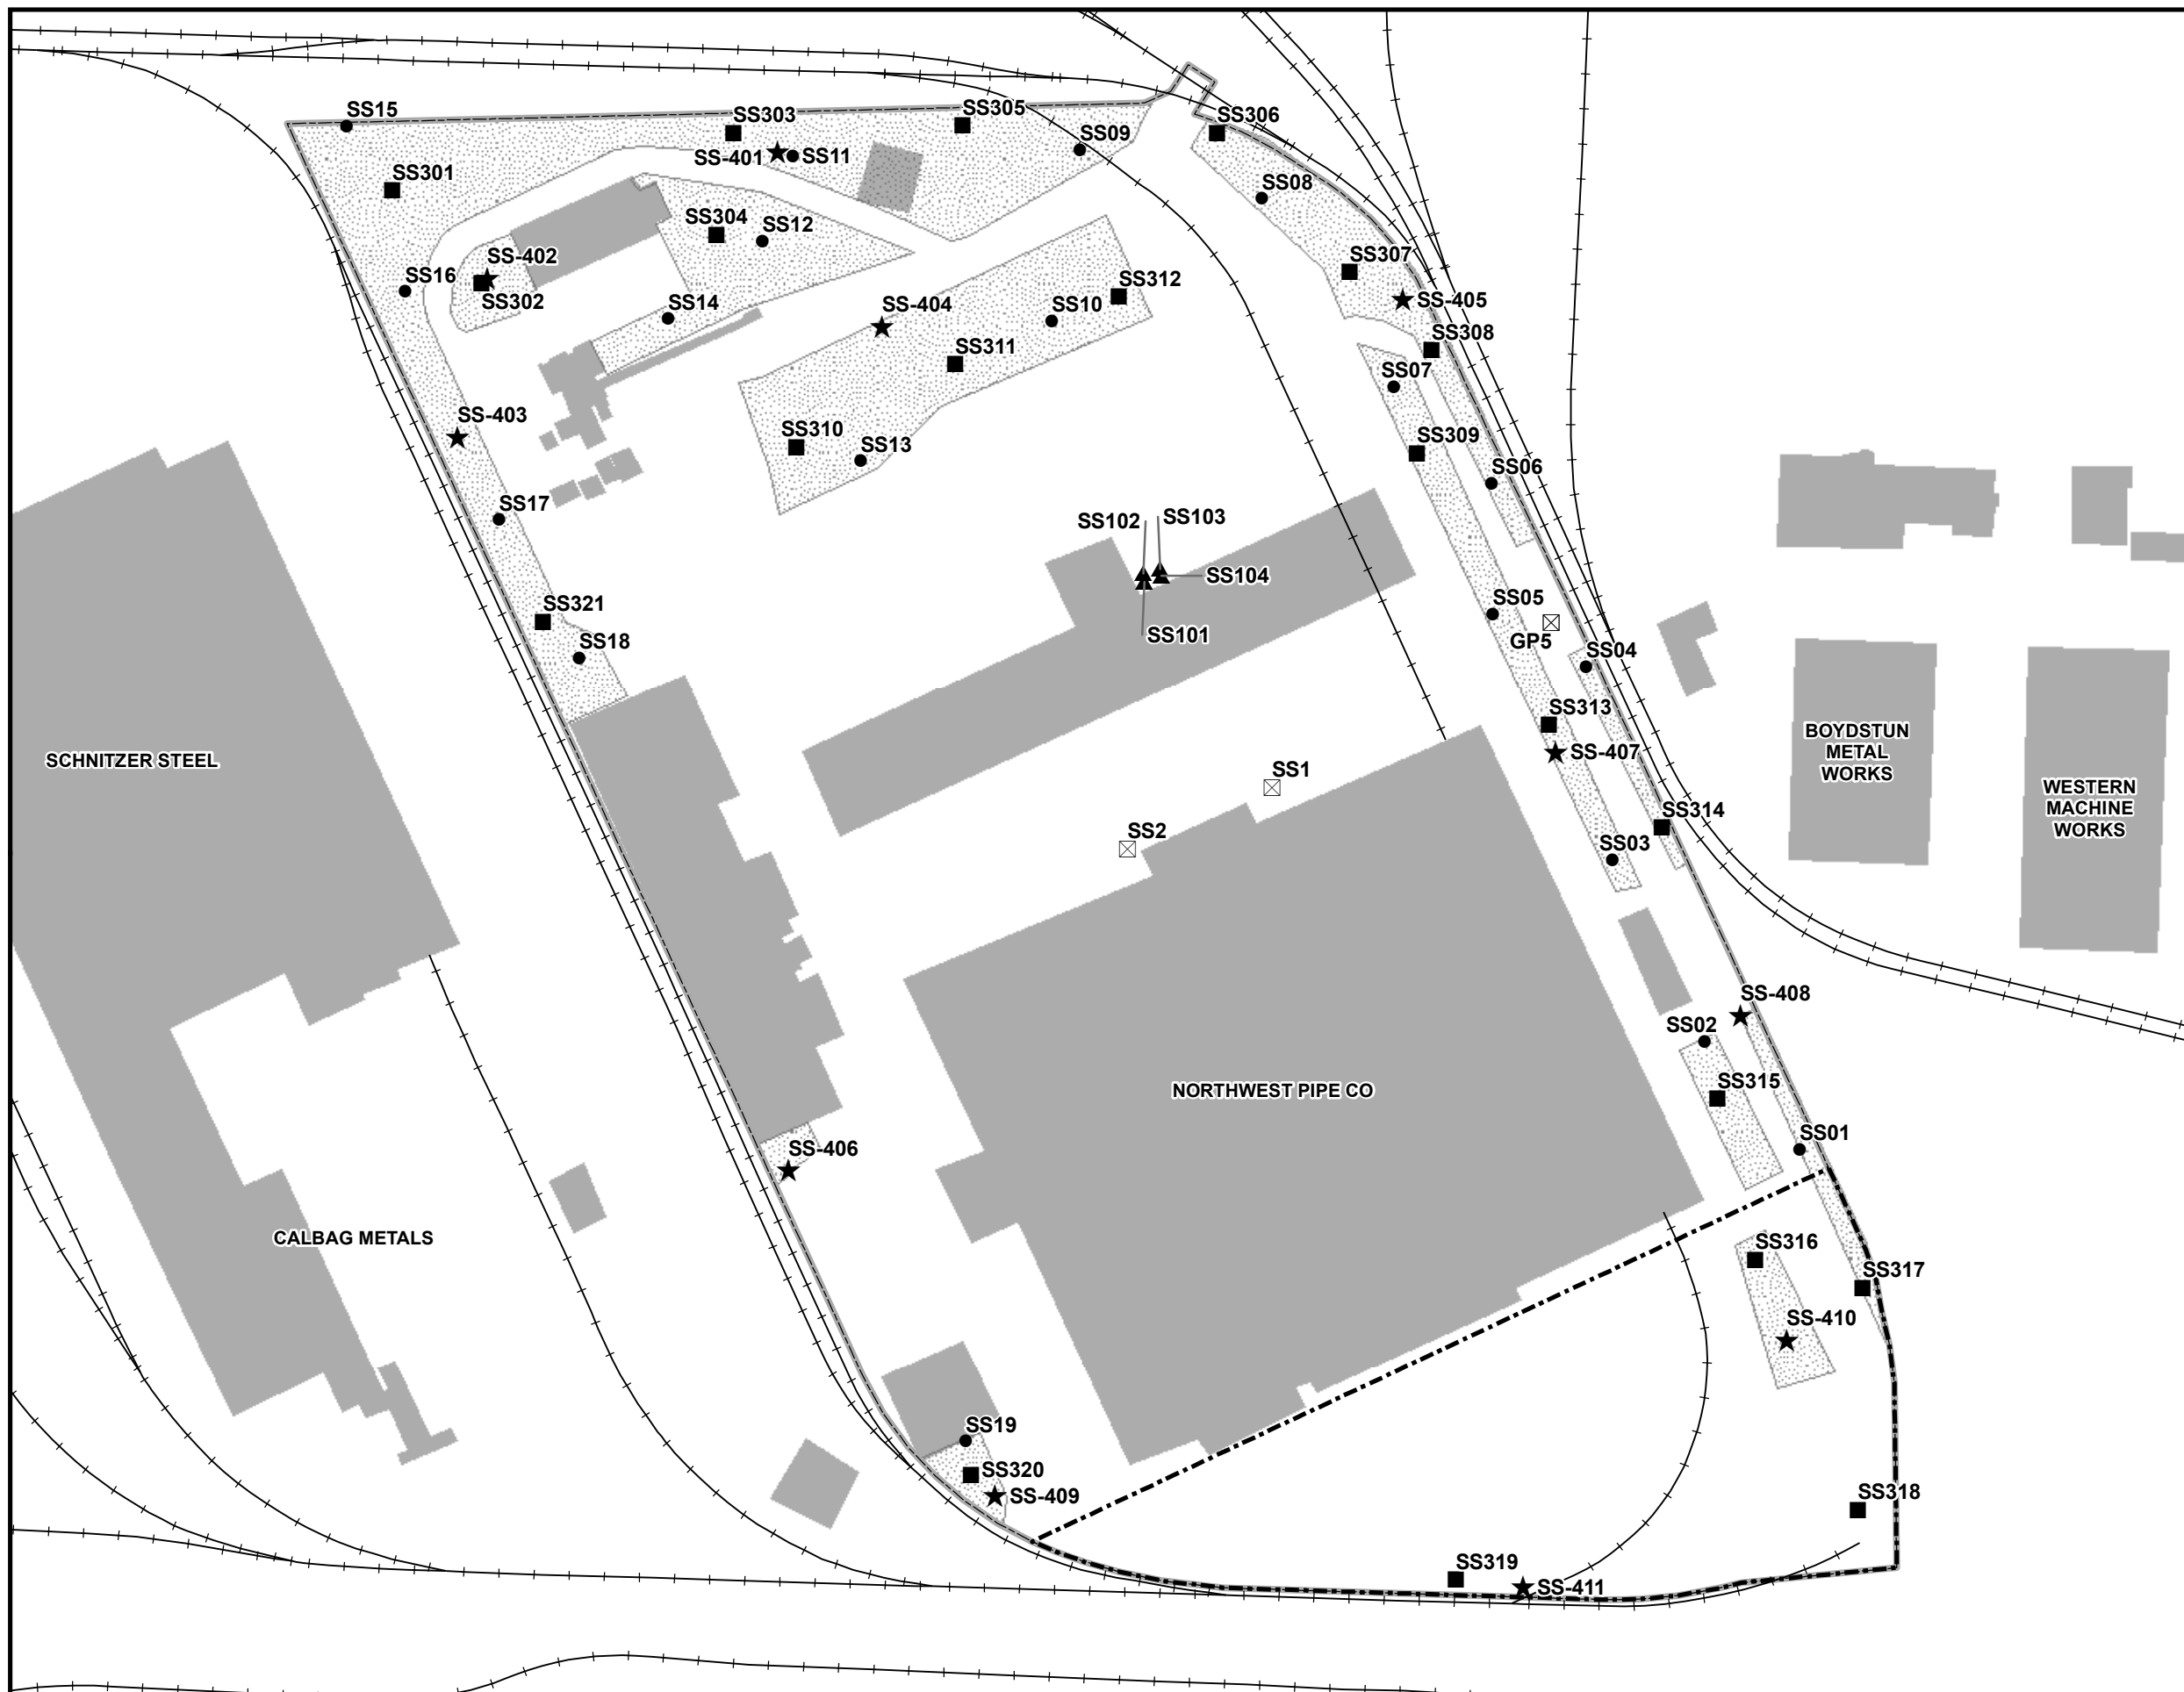 SS15
SS303
SS305
SS306
SS09
SS-401
SS11
SS301
SS08
SS304
SS12
SS-402
SS307
SS16
SS302
SS312
SS14
SS-404
SS10
SS-405
SS308
SS311
SS07
SS-403
SS310
SS13
SS309
SS06
SS17
SS102
SS103
SS104
SS321
SS05
SS101
GP5
SS18
SS04
SS313
BOYDSTUN
METAL
WORKS
SCHNITZER STEEL
SS-407
SS1
WESTERN
MACHINE
WORKS
SS2
SS314
SS03
SS-408
SS02
NORTHWEST PIPE CO
SS315
SS01
SS-406
CALBAG METALS
SS316
SS317
SS-410
SS19
SS320
SS-409
SS318
SS319
SS-411